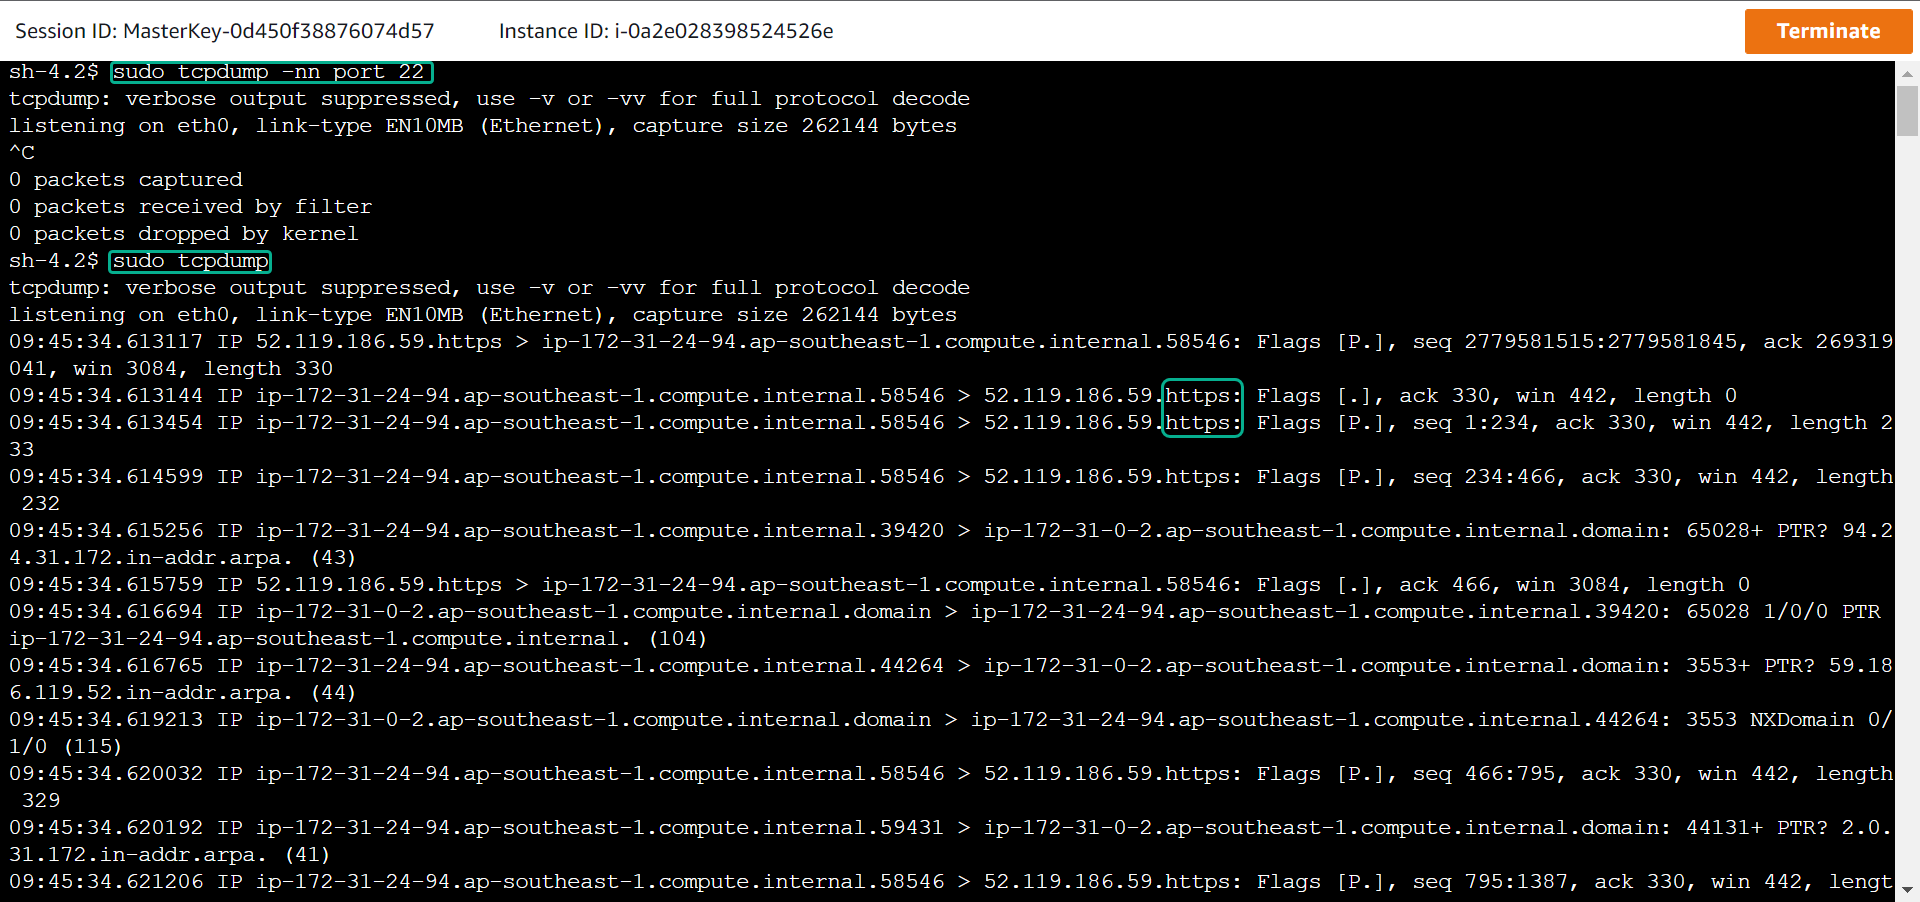 Session ID: MasterKey-0d450f38876074d57 Instance ID: i-0a2e028398524526e Terminate
sh-4.2$ sudo tcpdump -nn port 22
tcpdump: verbose output suppressed, use -v or -vv for full protocol decode
listening on eth0, link-type EN10MB (Ethernet), capture size 262144 bytes
^C
0 packets captured
0 packets received by filter
0 packets dropped by kernel
sh-4.2$ sudo tcpdump
tcpdump: verbose output suppressed, use -v or -vv for full protocol decode
listening on eth0, link-type EN10MB (Ethernet), capture size 262144 bytes
09:45:34.613117 IP 52.119.186.59.https > ip-172-31-24-94.ap-southeast-1.compute.internal.58546: Flags [P.], seq 2779581515:2779581845, ack 269319
041, win 3084, length 330
09:45:34.613144 IP ip-172-31-24-94.ap-southeast-1.compute.internal.58546 > 52.119.186.59.https: Flags [.], ack 330, win 442, length 0
09:45:34.613454 IP ip-172-31-24-94.ap-southeast-1.compute.internal.58546 > 52.119.186.59.https: Flags [P.], seq 1:234, ack 330, win 442, length 2
33
09:45:34.614599 IP ip-172-31-24-94.ap-southeast-1.compute.internal.58546 > 52.119.186.59.https: Flags [P.], seq 234:466, ack 330, win 442, length
 232
09:45:34.615256 IP ip-172-31-24-94.ap-southeast-1.compute.internal.39420 > ip-172-31-0-2.ap-southeast-1.compute.internal.domain: 65028+ PTR? 94.2
4.31.172.in-addr.arpa. (43)
09:45:34.615759 IP 52.119.186.59.https > ip-172-31-24-94.ap-southeast-1.compute.internal.58546: Flags [.], ack 466, win 3084, length 0
09:45:34.616694 IP ip-172-31-0-2.ap-southeast-1.compute.internal.domain > ip-172-31-24-94.ap-southeast-1.compute.internal.39420: 65028 1/0/0 PTR
ip-172-31-24-94.ap-southeast-1.compute.internal. (104)
09:45:34.616765 IP ip-172-31-24-94.ap-southeast-1.compute.internal.44264 > ip-172-31-0-2.ap-southeast-1.compute.internal.domain: 3553+ PTR? 59.18
6.119.52.in-addr.arpa. (44)
09:45:34.619213 IP ip-172-31-0-2.ap-southeast-1.compute.internal.domain > ip-172-31-24-94.ap-southeast-1.compute.internal.44264: 3553 NXDomain 0/
1/0 (115)
09:45:34.620032 IP ip-172-31-24-94.ap-southeast-1.compute.internal.58546 > 52.119.186.59.https: Flags [P.], seq 466:795, ack 330, win 442, length
 329
09:45:34.620192 IP ip-172-31-24-94.ap-southeast-1.compute.internal.59431 > ip-172-31-0-2.ap-southeast-1.compute.internal.domain: 44131+ PTR? 2.0.
31.172.in-addr.arpa. (41)
09:45:34.621206 IP ip-172-31-24-94.ap-southeast-1.compute.internal.58546 > 52.119.186.59.https: Flags [P.], seq 795:1387, ack 330, win 442, lengt